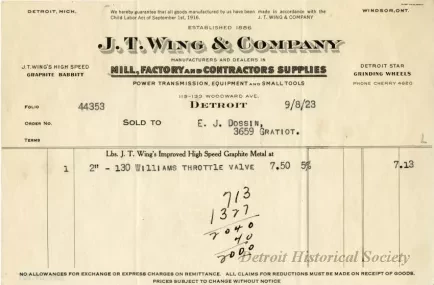 DETROIT, MICH.
We hereby guarantee that all goods manufactured by us have been made in accordance with the
Child Labor Act of September 1st, 1916. J. T. WING & COMPANY
WINDSOR, ONT.
ESTABLISHED 1886
J. T. WING & COMPANY
MANUFACTURERS AND DEALERS IN
MILL, FACTORY AND CONTRACTORS SUPPLIES
POWER TRANSMISSION, EQUIPMENT AND SMALL TOOLS
J.T. WING'S HIGH SPEED
GRAPHITE BABBITT
DETROIT STAR
GRINDING WHEELS
PHONE CHERRY
WOODWARD AVE.
FOLIO 44353 DETROIT 9/8/23
ORDER NO. SOLD TO E. J. DOSSIN,
3659 GRATIOT.
TERMS
Lbs. J. T. Wing's Improved High Speed Graphite Metal at
1 2" - 130 WILLIAMS THROTTLE VALVE 7.50 5% 7.13
713
1327
2040
40
2000
Detroit Historical Society
NO ALLOWANCES FOR EXCHANGE OR EXPRESS CHARGES ON REMITTANCE. ALL CLAIMS FOR REDUCTIONS MUST BE MADE ON RECEIPT OF GOODS.
PRICES SUBJECT TO CHANGE WITHOUT NOTICE